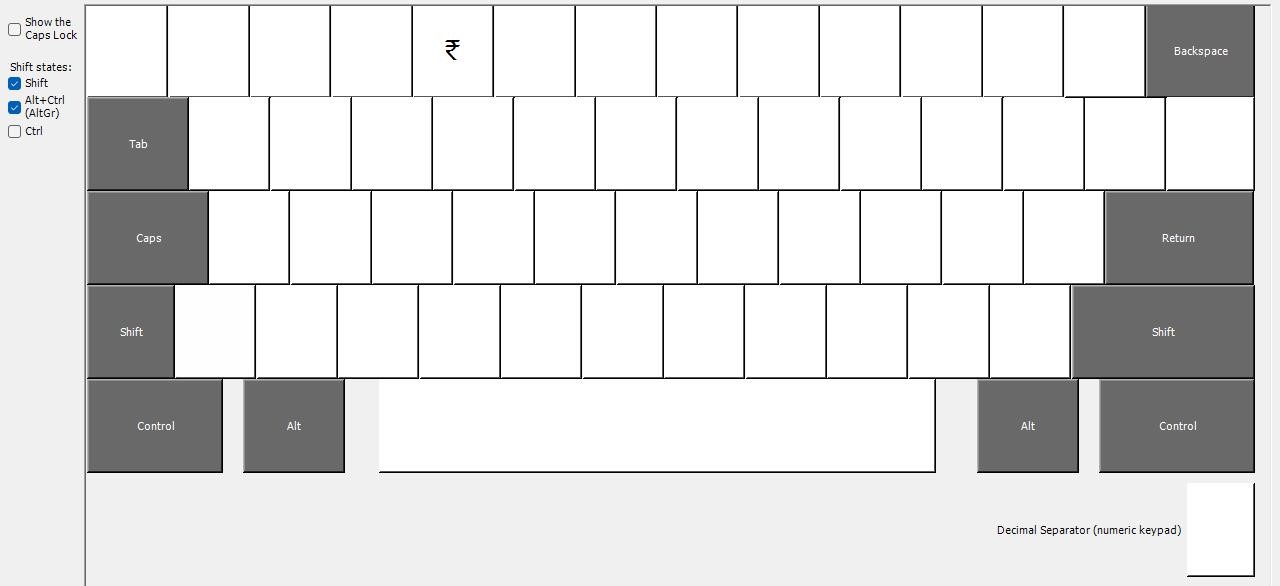 Show the
Caps Lock
Shift states:
Shift
Alt+Ctrl
(AltGr)
Ctrl
₹
Backspace
Tab
Caps
Return
Shift
Shift
Control
Alt
Alt
Control
Decimal Separator (numeric keypad)